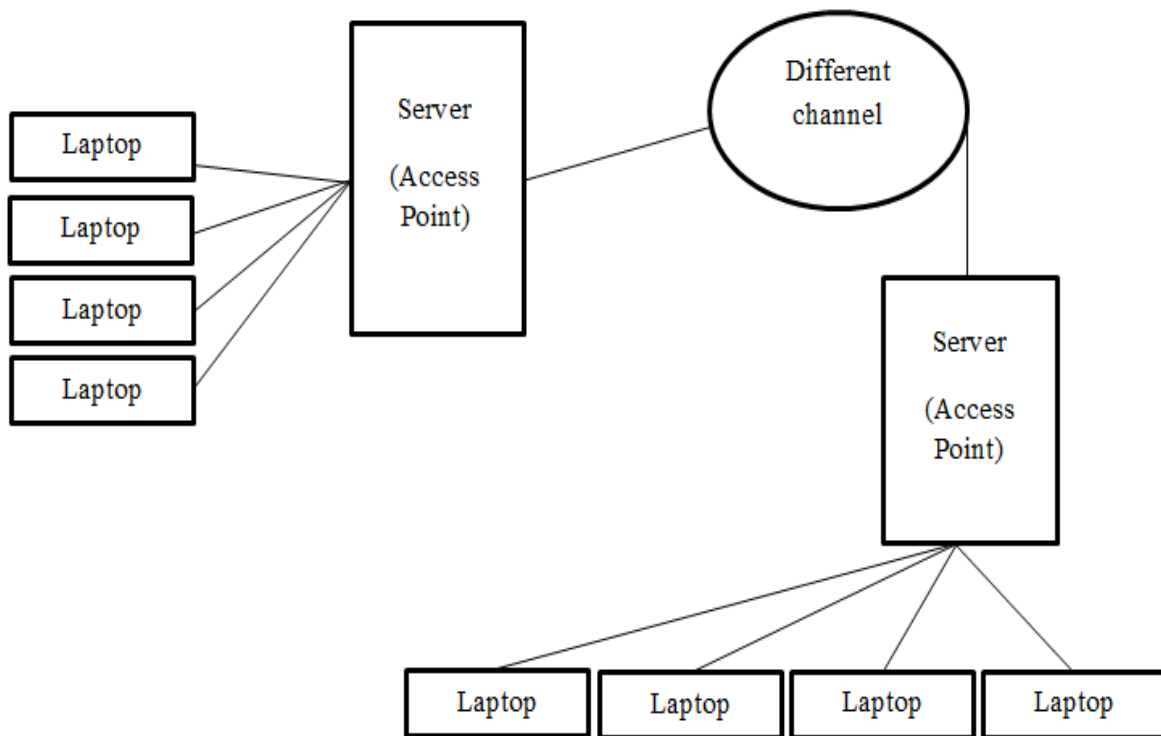 Different
channel
Server
(Access
Point)
Laptop
Laptop
Laptop
Laptop
Server
(Access
Point)
Laptop
Laptop
Laptop
Laptop